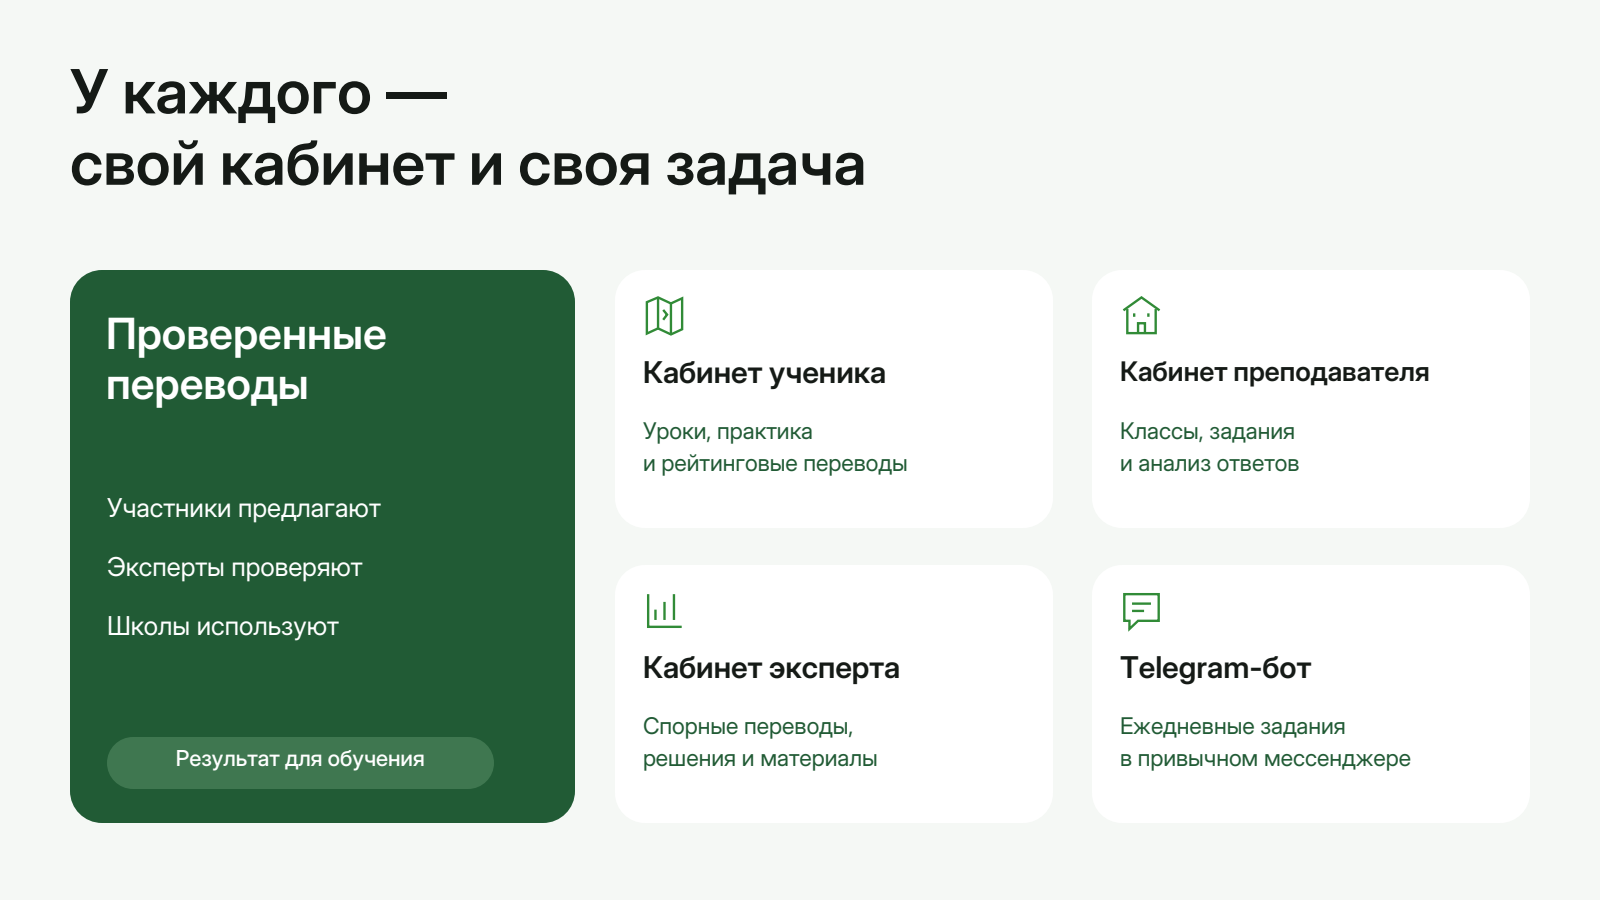 У каждого —
свой кабинет и своя задача
Проверенные
переводы
Участники предлагают
Эксперты проверяют
Школы используют
Результат для обучения
Кабинет ученика
Уроки, практика
и рейтинговые переводы
Кабинет преподавателя
Классы, задания
и анализ ответов
Кабинет эксперта
Спорные переводы,
решения и материалы
Telegram-бот
Ежедневные задания
в привычном мессенджере